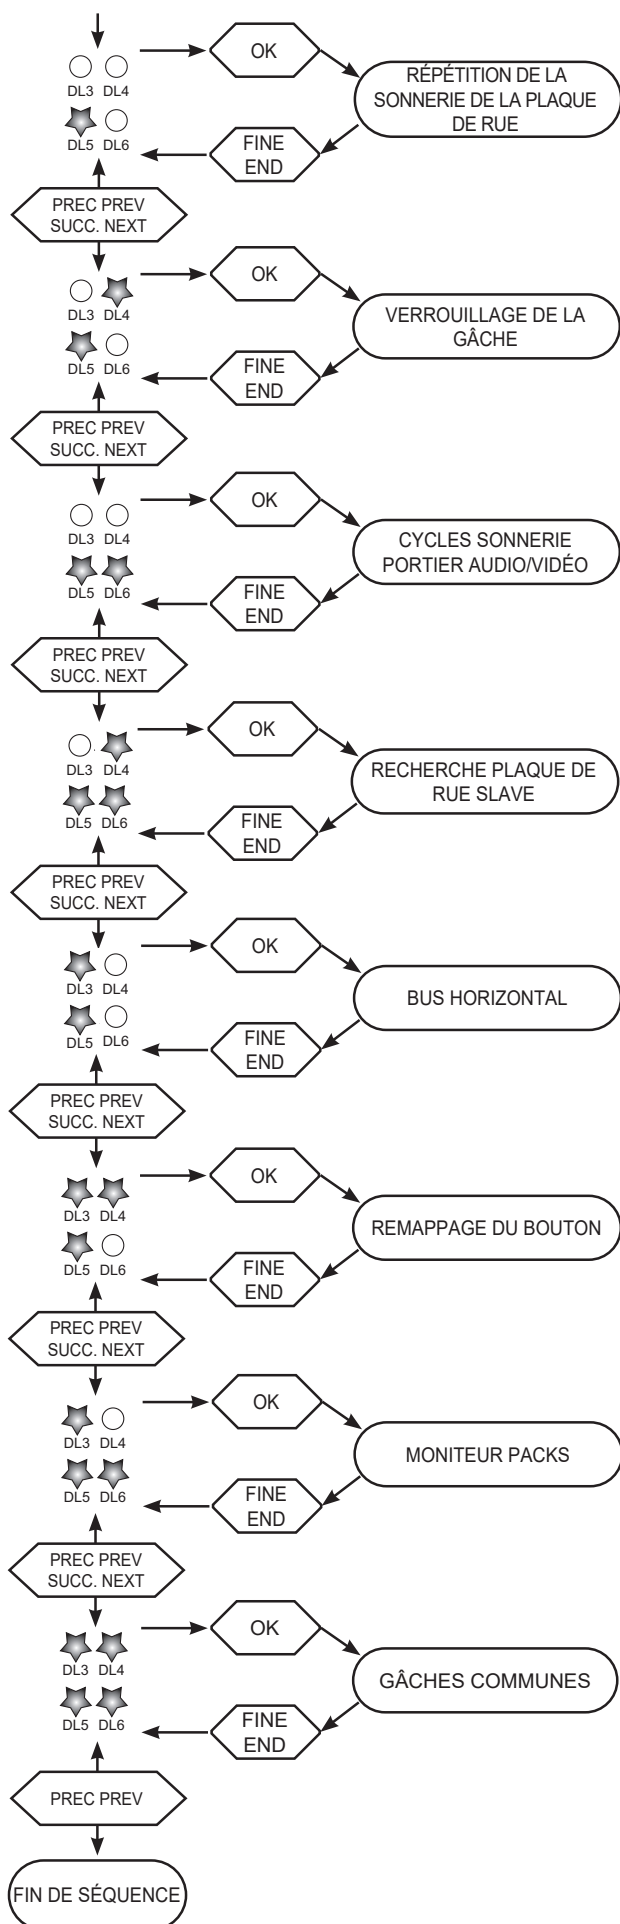 OK
DL3 DL4
RÉPÉTITION DE LA
SONNERIE DE LA PLAQUE
DE RUE
DL5 DL6
FINE
END
PREC PREV
SUCC. NEXT
OK
DL3 DL4
VERROUILLAGE DE LA
GÂCHE
DL5 DL6
FINE
END
PREC PREV
SUCC. NEXT
OK
DL3 DL4
CYCLES SONNERIE
PORTIER AUDIO/VIDÉO
DL5 DL6
FINE
END
PREC PREV
SUCC. NEXT
OK
DL3 DL4
RECHERCHE PLAQUE DE
RUE SLAVE
DL5 DL6
FINE
END
PREC PREV
SUCC. NEXT
OK
DL3 DL4
BUS HORIZONTAL
DL5 DL6
FINE
END
PREC PREV
SUCC. NEXT
OK
DL3 DL4
REMAPPAGE DU BOUTON
DL5 DL6
FINE
END
PREC PREV
SUCC. NEXT
OK
DL3 DL4
MONITEUR PACKS
DL5 DL6
FINE
END
PREC PREV
SUCC. NEXT
OK
DL3 DL4
GÂCHES COMMUNES
DL5 DL6
FINE
END
PREC PREV
FIN DE SÉQUENCE